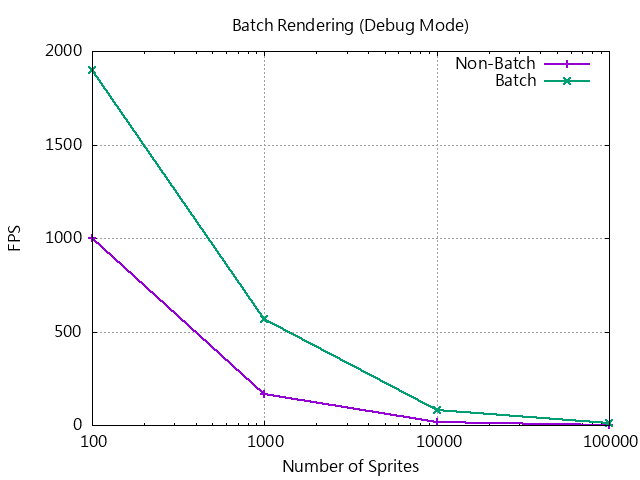 Batch Rendering (Debug Mode)
Non-Batch
Batch
2000
1500
1000
500
0
FPS
100
1000
10000
100000
Number of Sprites